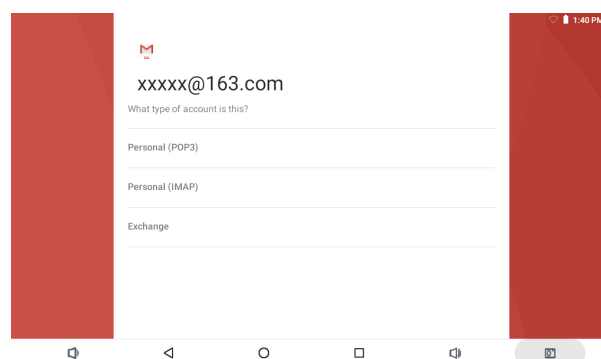 1:40 PM
xxxxx@163.com
What type of account is this?
Personal (POP3)
Personal (IMAP)
Exchange